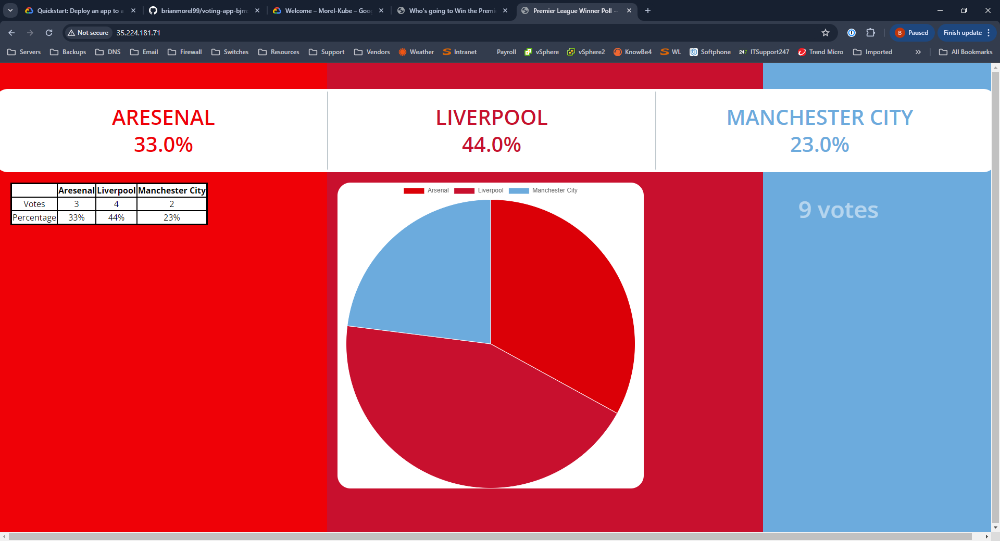 Quickstart: Deploy an app to a
brianmorel99/voting-app-bjm
Welcome – Morel-Kube – Goo
Who's going to Win the Premi
Premier League Winner Poll --
Not secure
35.224.181.71
B Paused
Finish update
Servers
Backups
DNS
Email
Firewall
Switches
Resources
Support
Vendors
Weather
Intranet
Payroll
vSphere
vSphere2
KnowBe4
WL
Softphone
247 ITSupport247
Trend Micro
Imported
All Bookmarks
ARESENAL
33.0%
LIVERPOOL
44.0%
MANCHESTER CITY
23.0%
Aresenal Liverpool Manchester City
Votes 3 4 2
Percentage 33% 44% 23%
Arsenal Liverpool Manchester City
9 votes